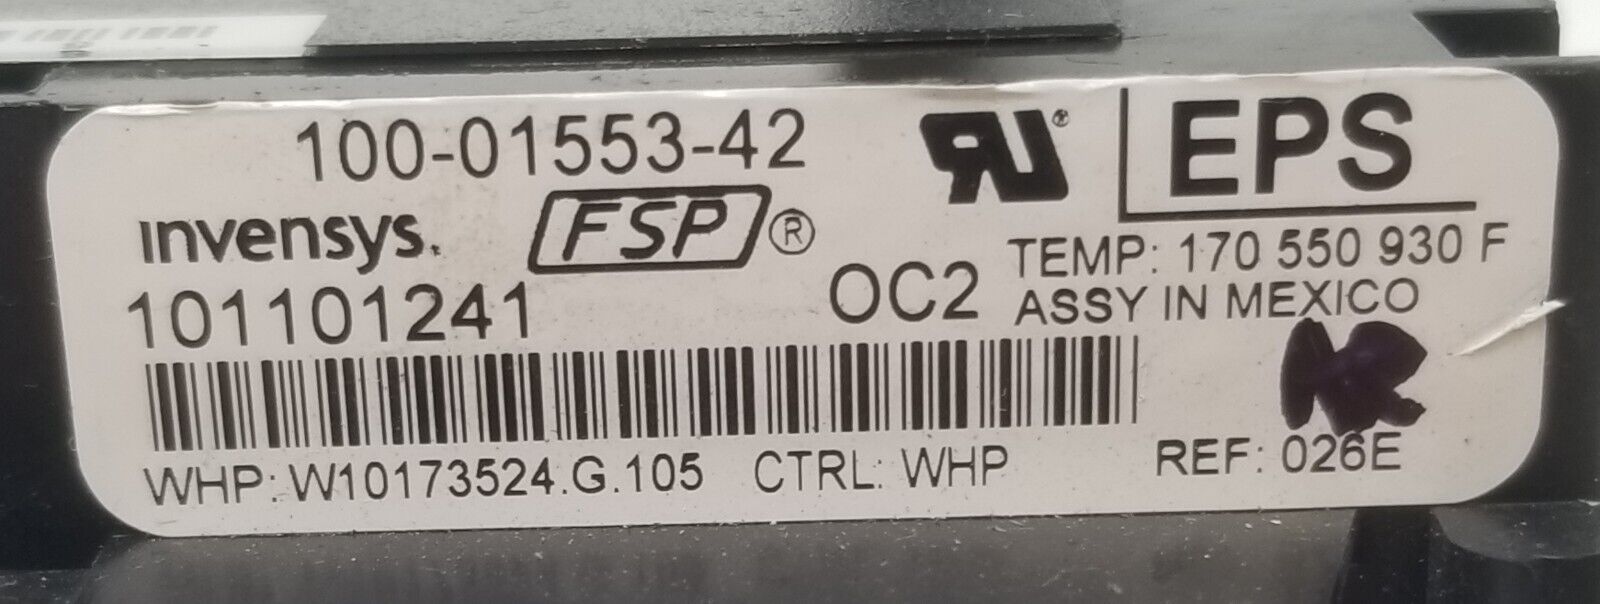 100-01553-42
invensys. FSP®
101101241
OC2
RU® EPS
TEMP: 170 550 930 F
ASSY IN MEXICO
WHP: W10173524.G.105 CTRL: WHP REF: 026E